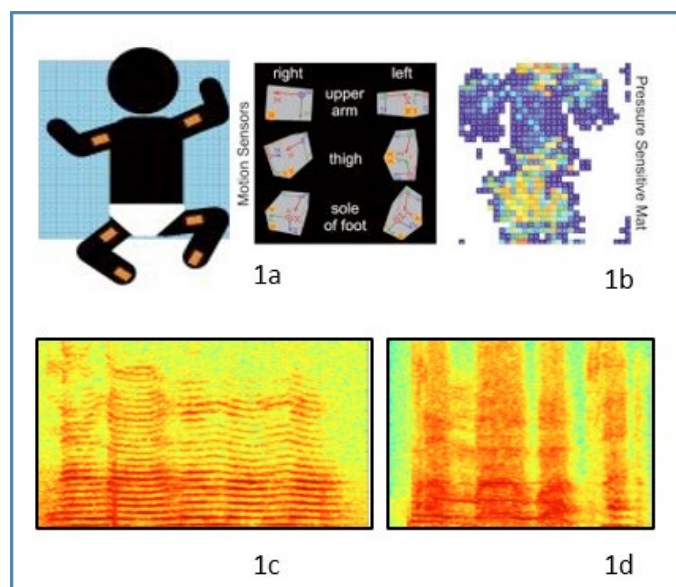 right
left
upper
arm
thigh
sole
of foot
Motion Sensors
1a
Pressure Sensitive Mat
1b
1c
1d